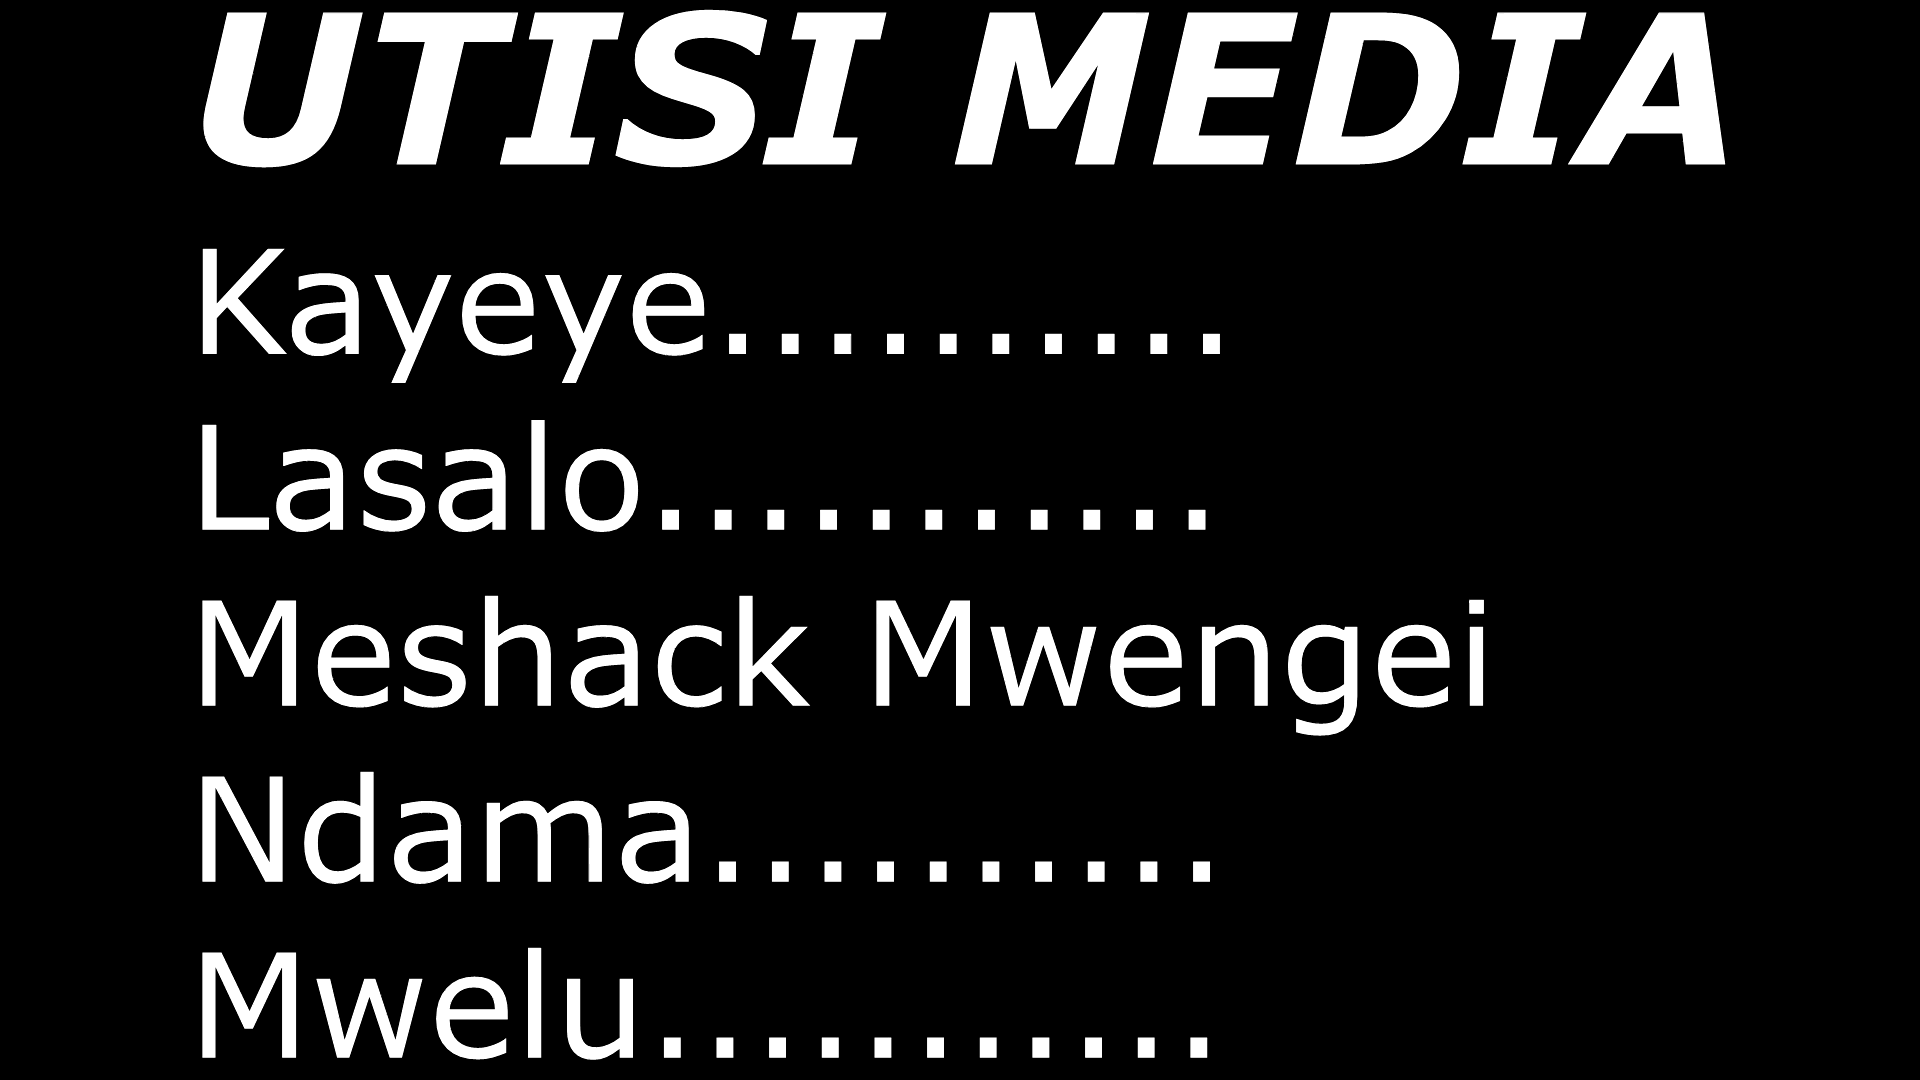 UTISI MEDIA
Kayeye..........
Lasalo...........
Meshack Mwengei
Ndama..........
Mwelu...........